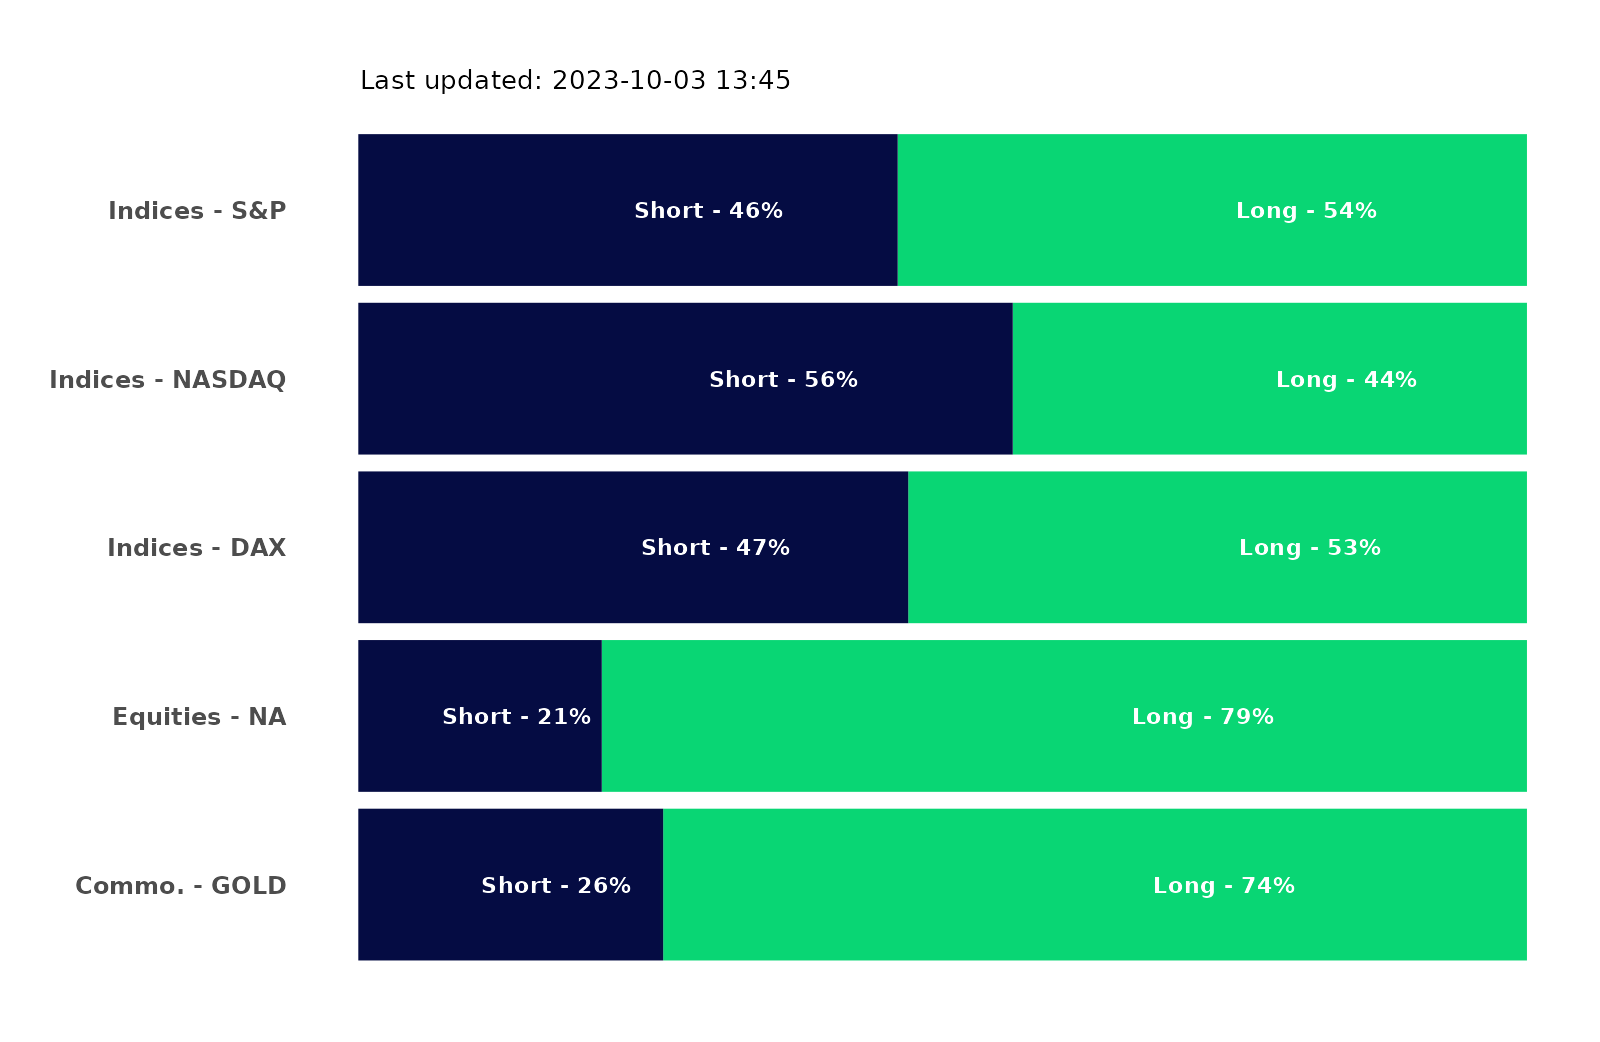 Last updated: 2023-10-03 13:45
Indices - S&P
Short - 46%
Long - 54%
Indices - NASDAQ
Short - 56%
Long - 44%
Indices - DAX
Short - 47%
Long - 53%
Equities - NA
Short - 21%
Long - 79%
Commo. - GOLD
Short - 26%
Long - 74%